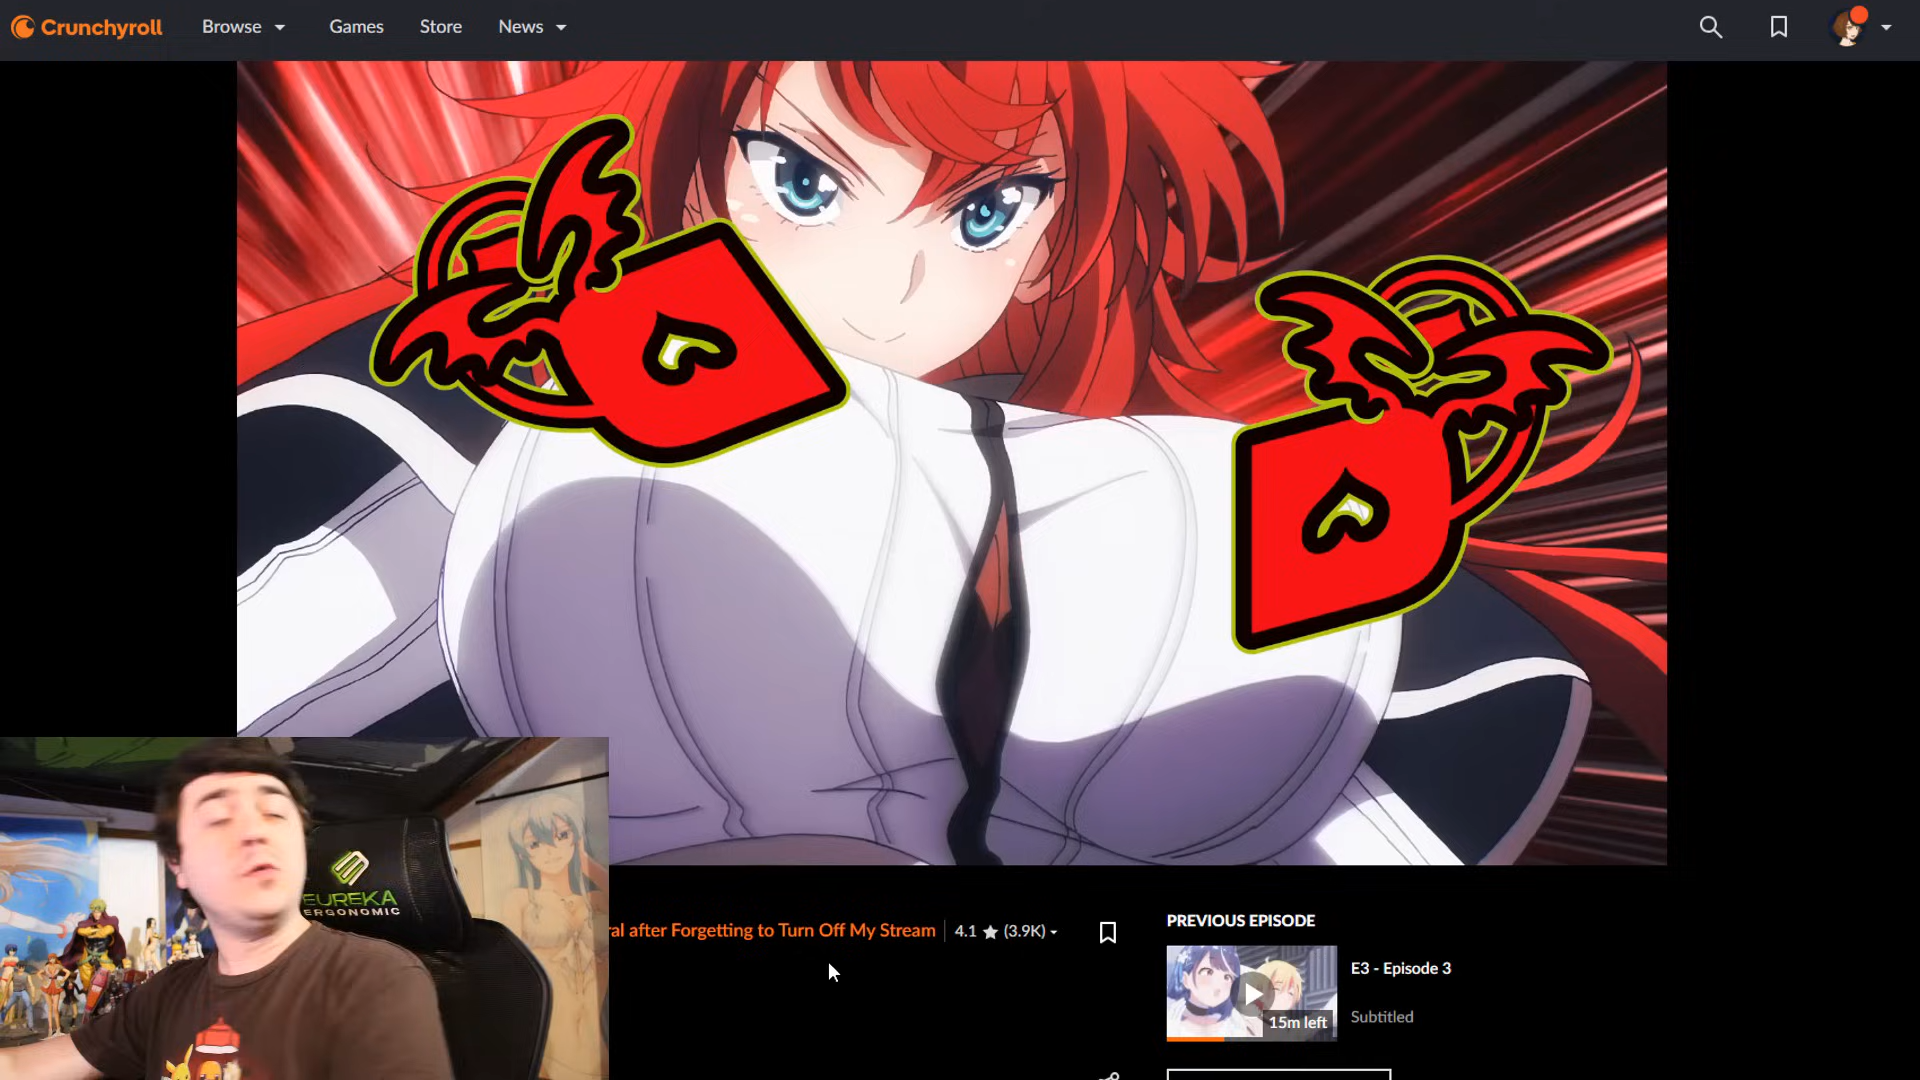 Crunchyroll
Browse
Games
Store
News
EUREKA
ERGONOMIC
ral after Forgetting to Turn Off My Stream
4.1 ★ (3.9K)
PREVIOUS EPISODE
15m left
E3 - Episode 3
Subtitled